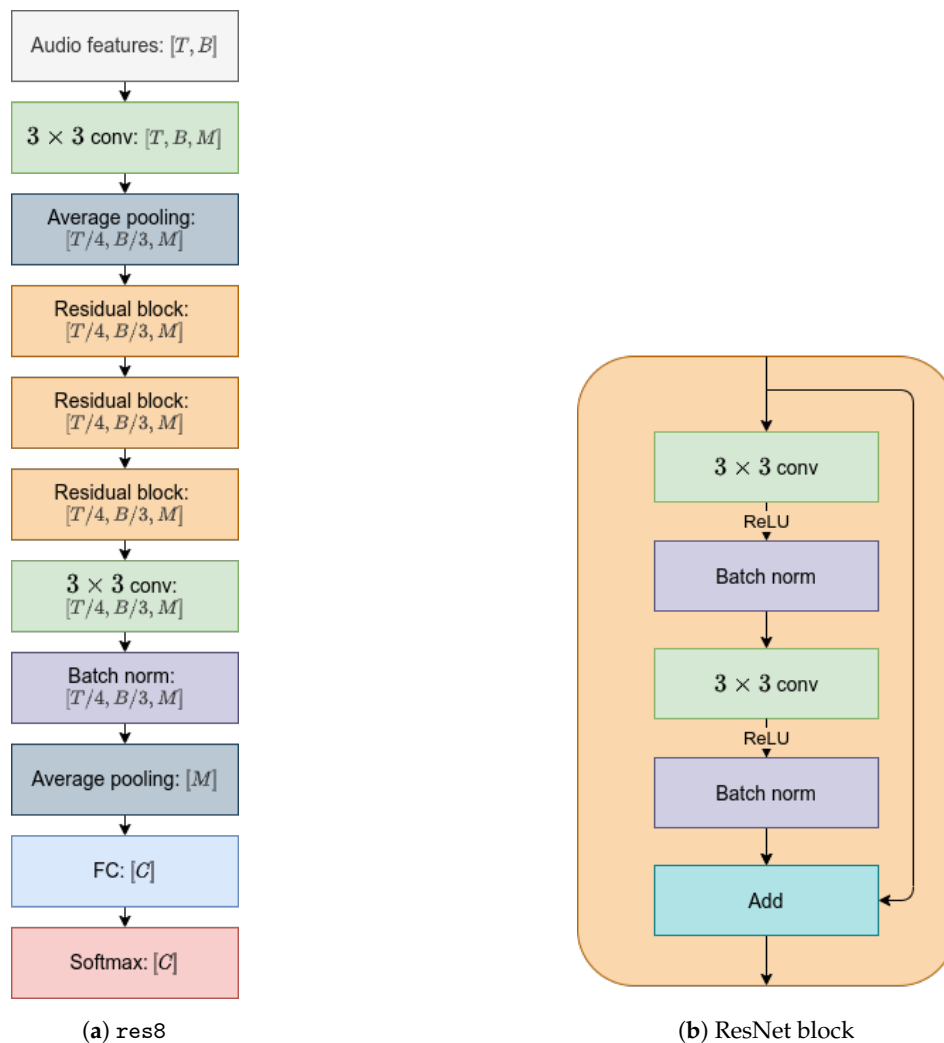 Audio features: [T, B]
3 × 3 conv: [T, B, M]
Average pooling:
[T/4, B/3, M]
Residual block:
[T/4, B/3, M]
Residual block:
[T/4, B/3, M]
Residual block:
[T/4, B/3, M]
3 × 3 conv:
[T/4, B/3, M]
Batch norm:
[T/4, B/3, M]
Average pooling: [M]
FC: [C]
Softmax: [C]
(a) res8
3 × 3 conv
ReLU
Batch norm
3 × 3 conv
ReLU
Batch norm
Add
(b) ResNet block